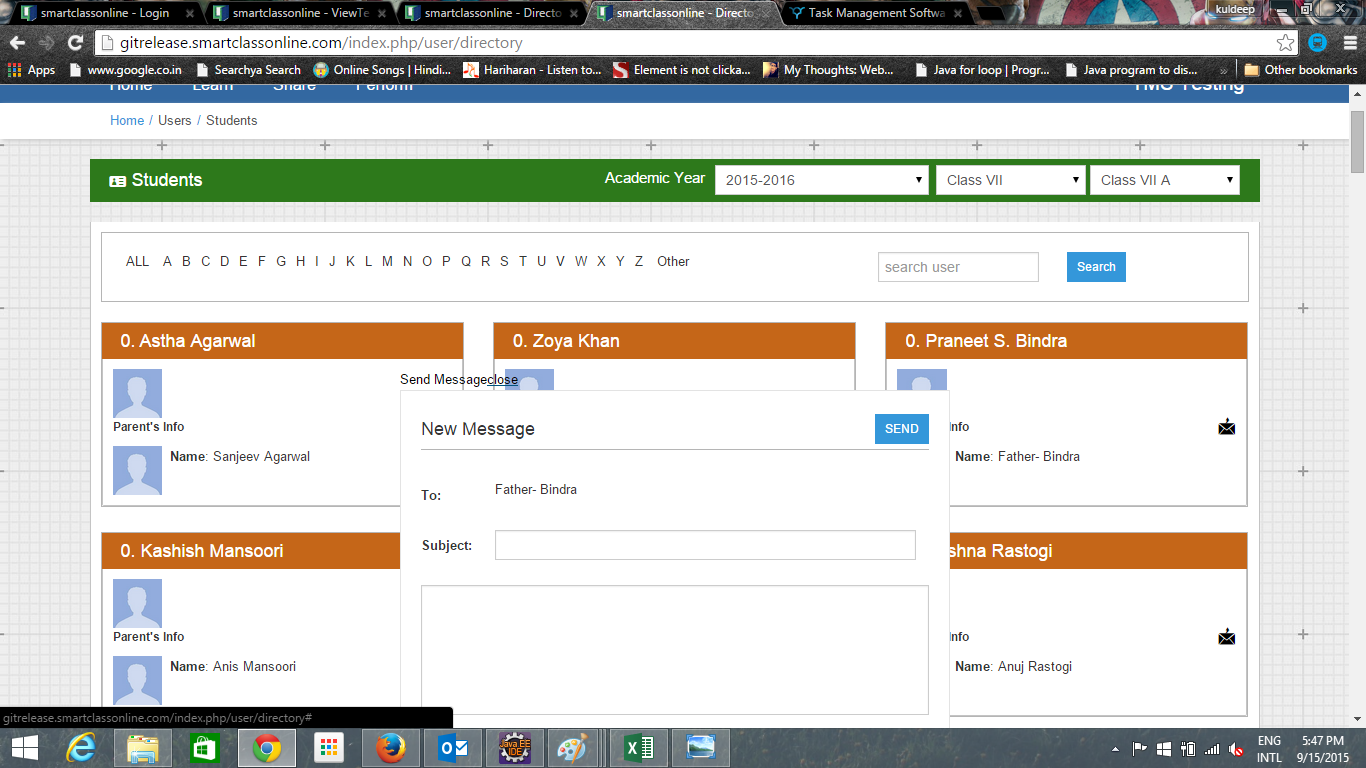 smartclassonline - Login
smartclassonline - ViewTe
smartclassonline - Directo
smartclassonline - Directo
Task Management Softwa
kuldeep
gitrelease.smartclassonline.com/index.php/user/directory
Apps
www.google.co.in
Searchya Search
Online Songs | Hindi...
Hariharan - Listen to...
Element is not clicka...
My Thoughts: Web...
Java for loop | Progr...
Java program to dis...
»
Other bookmarks
Home Learn Share Perform
TMS Testing
Home / Users / Students
Students
Academic Year
2015-2016
Class VII
Class VII A
ALL A B C D E F G H I J K L M N O P Q R S T U V W X Y Z Other
search user
Search
0. Astha Agarwal
0. Zoya Khan
0. Praneet S. Bindra
Send Messageclose
Parent's Info
nfo
Name: Sanjeev Agarwal
Name: Father- Bindra
New Message
SEND
To:
Father- Bindra
Subject:
0. Kashish Mansoori
shna Rastogi
Parent's Info
nfo
Name: Anis Mansoori
Name: Anuj Rastogi
gitrelease.smartclassonline.com/index.php/user/directory#
Java EE
IDE
ENG
INTL
5:47 PM
9/15/2015